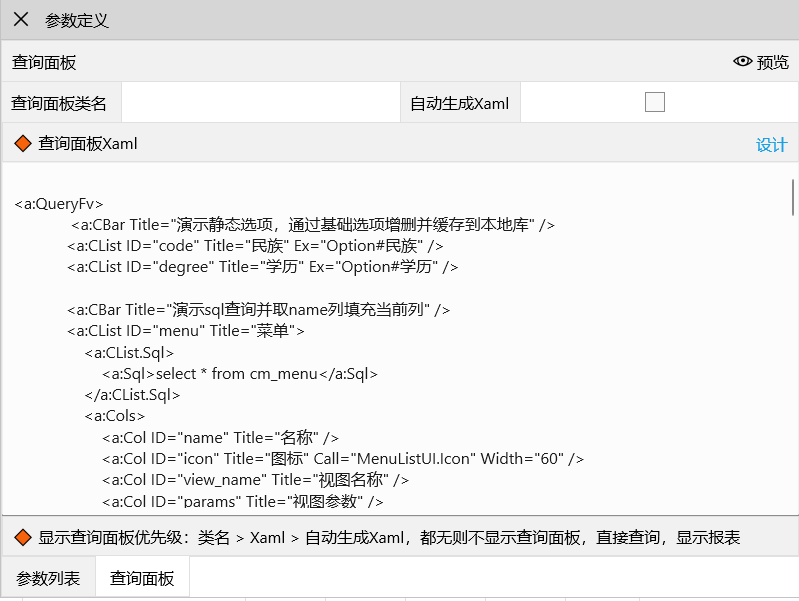 参数定义
查询面板 预览
查询面板类名 自动生成Xaml
查询面板Xaml 设计
<a:QueryFv>
<a:CBar Title="演示静态选项，通过基础选项增删并缓存到本地库" />
<a:CList ID="code" Title="民族" Ex="Option#民族" />
<a:CList ID="degree" Title="学历" Ex="Option#学历" />
<a:CBar Title="演示sql查询并取name列填充当前列" />
<a:CList ID="menu" Title="菜单">
<a:CList.Sql>
<a:Sql>select * from cm_menu</a:Sql>
</a:CList.Sql>
<a:Cols>
<a:Col ID="name" Title="名称" />
<a:Col ID="icon" Title="图标" Call="MenuListUI.Icon" Width="60" />
<a:Col ID="view_name" Title="视图名称" />
<a:Col ID="params" Title="视图参数" />
显示查询面板优先级：类名 > Xaml > 自动生成Xaml，都无则不显示查询面板，直接查询，显示报表
参数列表 查询面板